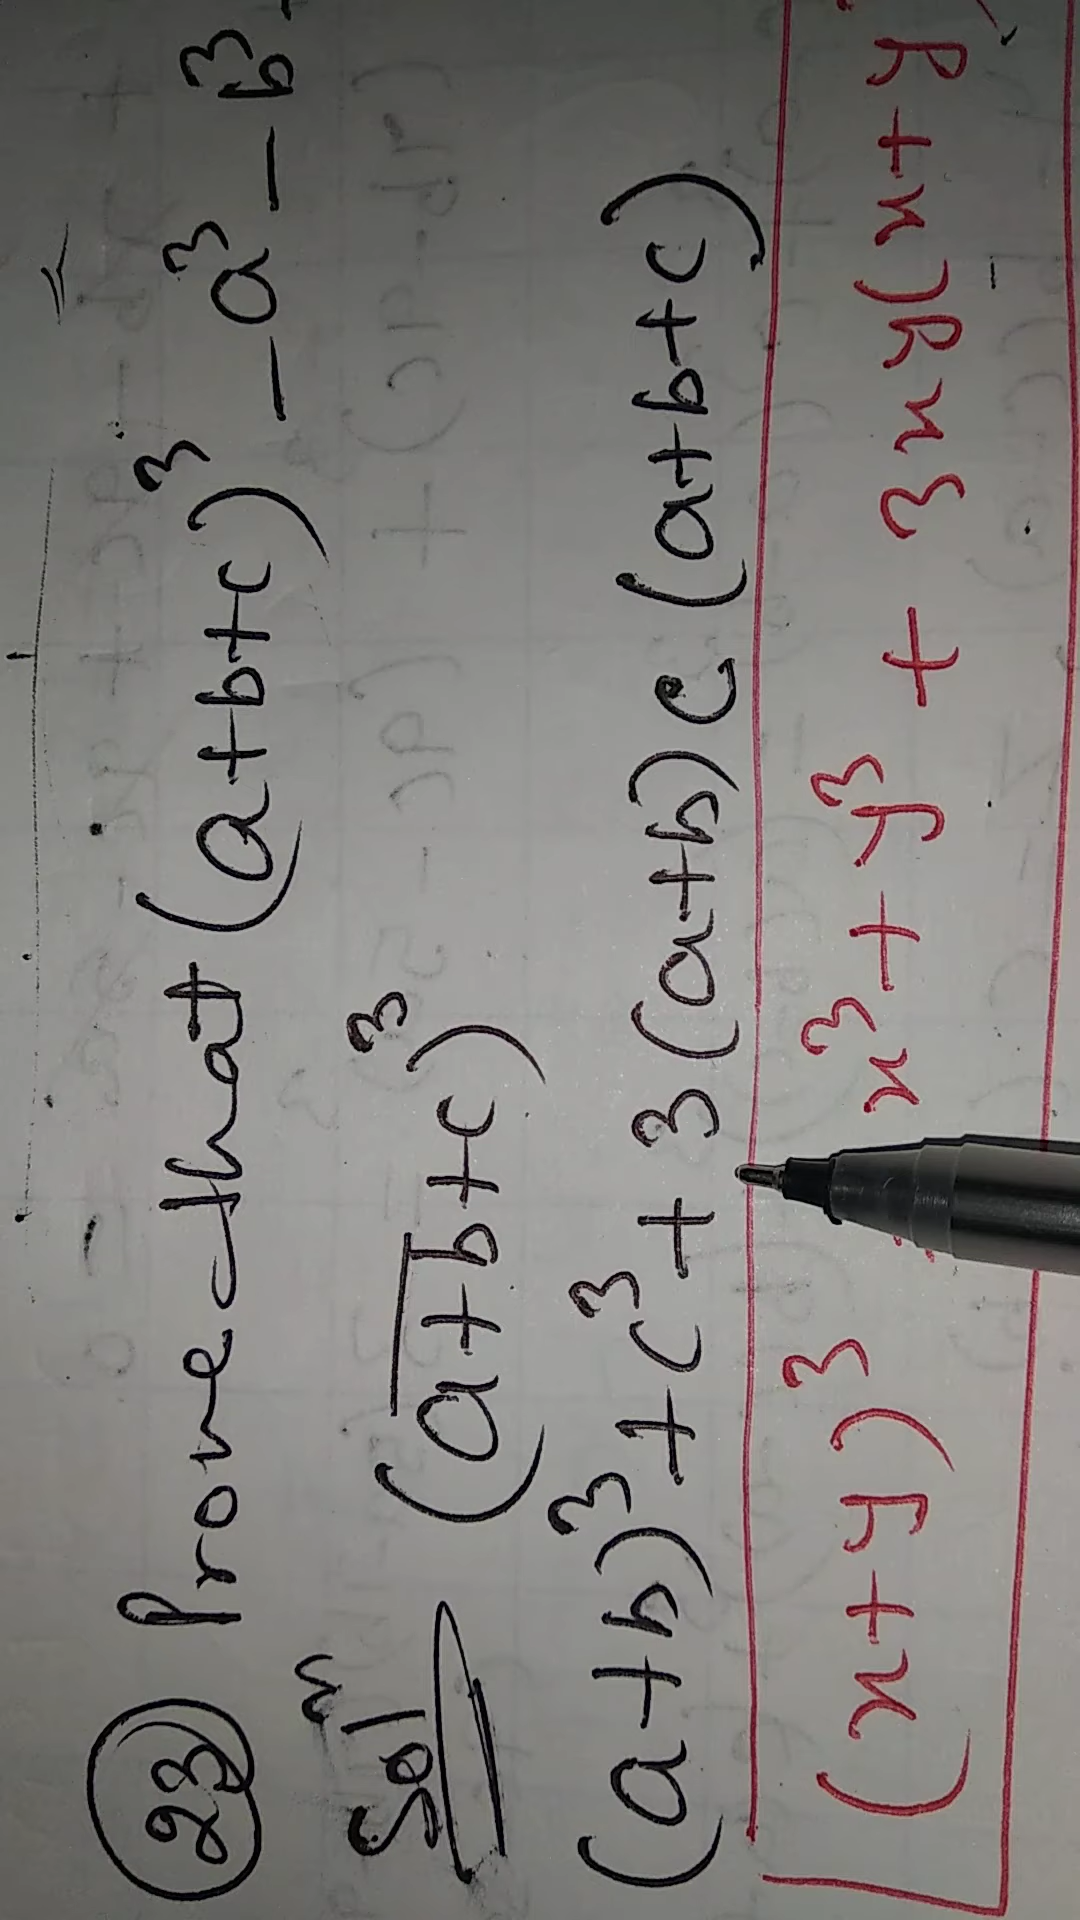 23 Prove that (a+b+c)³ - a³ - b³
Solⁿ (a+b+c)³
(a+b)³ + c³ + 3(a+b)c(a+b+c)
(x+y)³ x³ + y³ + 3xy(x+y